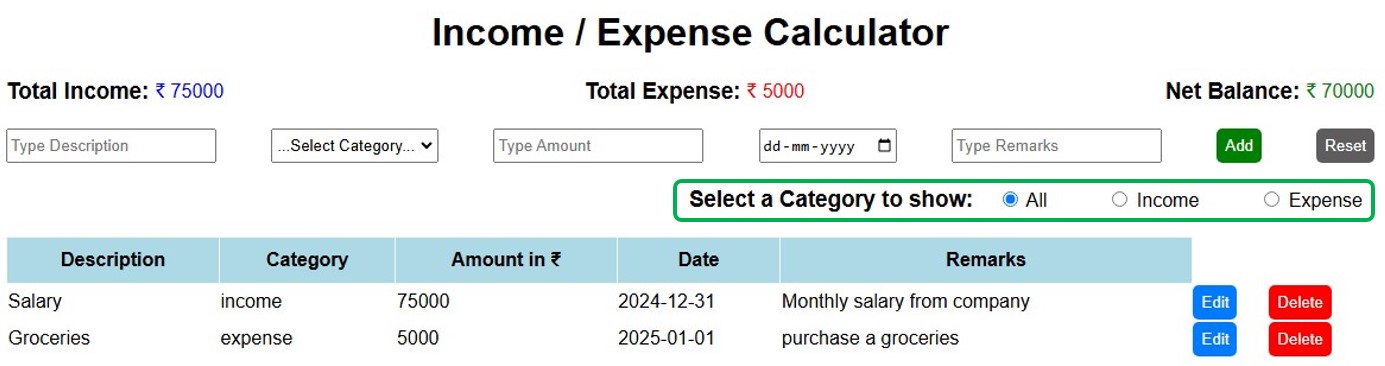 Income / Expense Calculator
Total Income: ₹ 75000 Total Expense: ₹ 5000 Net Balance: ₹ 70000
Type Description ...Select Category... Type Amount dd-mm-yyyy Type Remarks Add Reset
Select a Category to show: All Income Expense
Description Category Amount in ₹ Date Remarks
Salary income 75000 2024-12-31 Monthly salary from company Edit Delete
Groceries expense 5000 2025-01-01 purchase a groceries Edit Delete